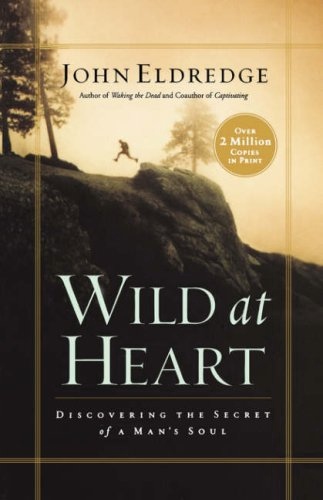 JOHN ELDREDGE
Author of Waking the Dead and Coauthor of Captivating
OVER
2 MILLION
COPIES
IN PRINT
WILD at
HEART
DISCOVERING THE SECRET
of A MAN'S SOUL